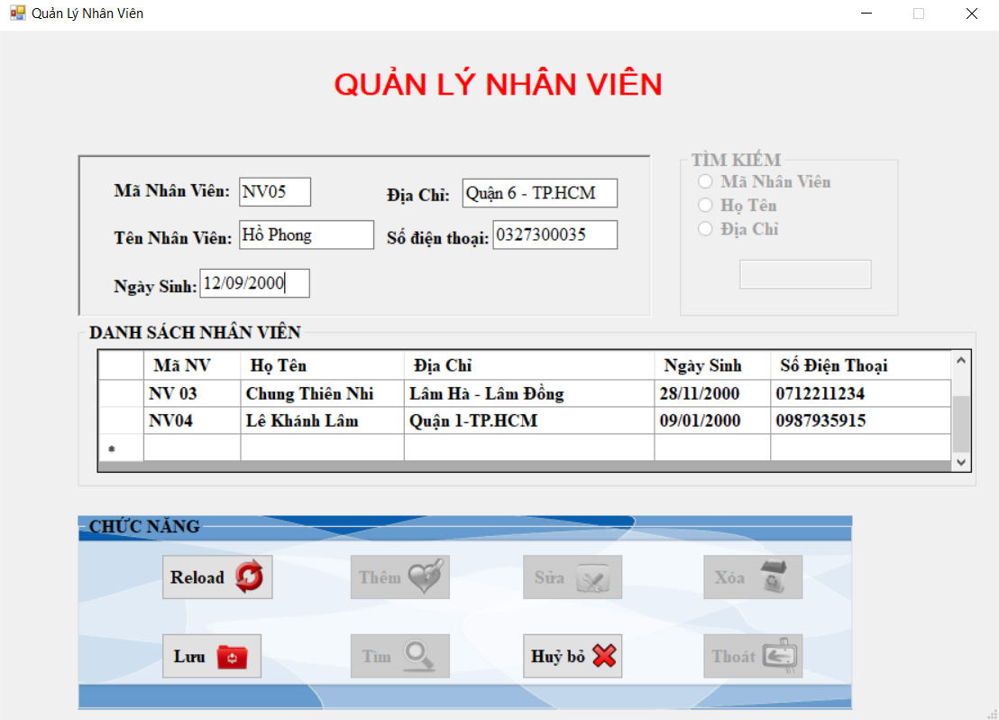 Quản Lý Nhân Viên
QUẢN LÝ NHÂN VIÊN
Mã Nhân Viên: NV05
Địa Chỉ: Quận 6 - TP.HCM
Tên Nhân Viên: Hồ Phong
Số điện thoại: 0327300035
Ngày Sinh: 12/09/2000
TÌM KIẾM
Mã Nhân Viên
Họ Tên
Địa Chỉ
DANH SÁCH NHÂN VIÊN
Mã NV Họ Tên Địa Chỉ Ngày Sinh Số Điện Thoại
NV 03 Chung Thiên Nhi Lâm Hà - Lâm Đồng 28/11/2000 0712211234
NV04 Lê Khánh Lâm Quận 1-TP.HCM 09/01/2000 0987935915
*
CHỨC NĂNG
Reload Thêm Sửa Xóa
Lưu Tìm Huỷ bỏ Thoát